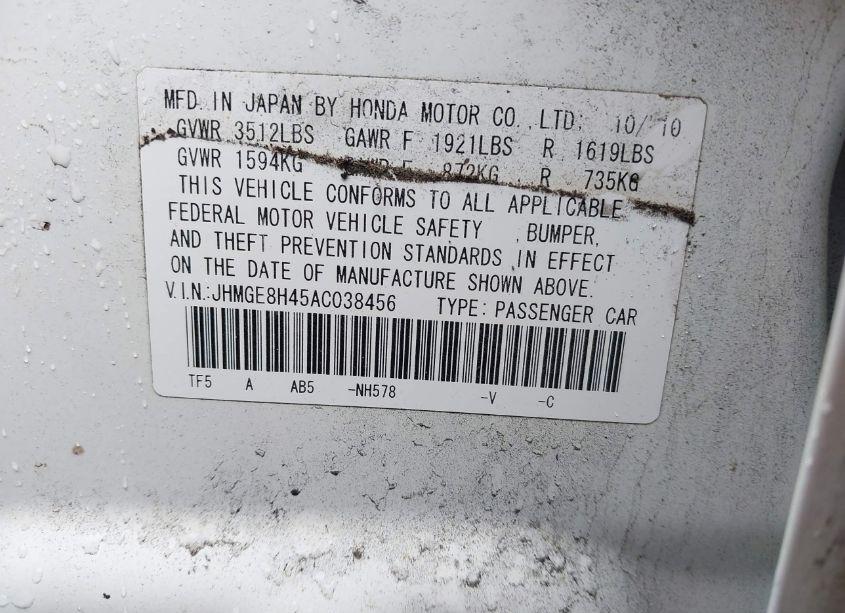 MFD. IN JAPAN BY HONDA MOTOR CO., LTD. 10/10
GVWR 3512LBS GAWR F 1921LBS R 1619LBS
GVWR 1594KG GAWR F 872KG R 735KG
THIS VEHICLE CONFORMS TO ALL APPLICABLE
FEDERAL MOTOR VEHICLE SAFETY, BUMPER,
AND THEFT PREVENTION STANDARDS IN EFFECT
ON THE DATE OF MANUFACTURE SHOWN ABOVE.
V.I.N.:JHMGE8H45AC038456 TYPE: PASSENGER CAR
TF5 A AB5 -NH578 -V -C